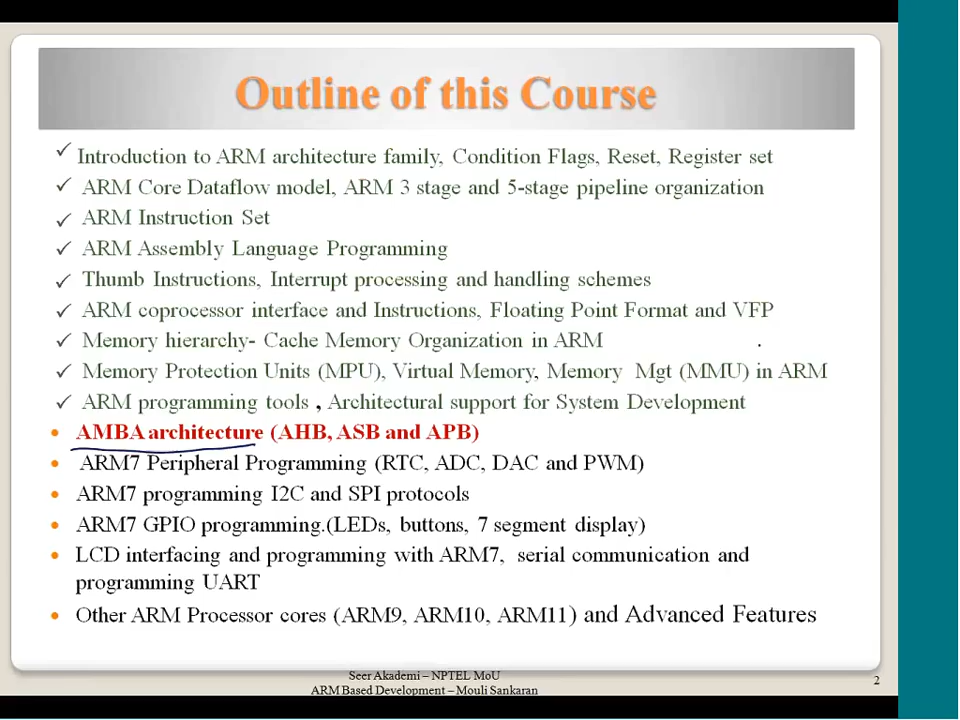 Outline of this Course
✓ Introduction to ARM architecture family, Condition Flags, Reset, Register set
✓ ARM Core Dataflow model, ARM 3 stage and 5-stage pipeline organization
✓ ARM Instruction Set
✓ ARM Assembly Language Programming
✓ Thumb Instructions, Interrupt processing and handling schemes
✓ ARM coprocessor interface and Instructions, Floating Point Format and VFP
✓ Memory hierarchy- Cache Memory Organization in ARM
✓ Memory Protection Units (MPU), Virtual Memory, Memory Mgt (MMU) in ARM
✓ ARM programming tools , Architectural support for System Development
• AMBA architecture (AHB, ASB and APB)
• ARM7 Peripheral Programming (RTC, ADC, DAC and PWM)
• ARM7 programming I2C and SPI protocols
• ARM7 GPIO programming.(LEDs, buttons, 7 segment display)
• LCD interfacing and programming with ARM7, serial communication and
programming UART
• Other ARM Processor cores (ARM9, ARM10, ARM11) and Advanced Features
Seer Akademi – NPTEL MoU
ARM Based Development – Mouli Sankaran
2